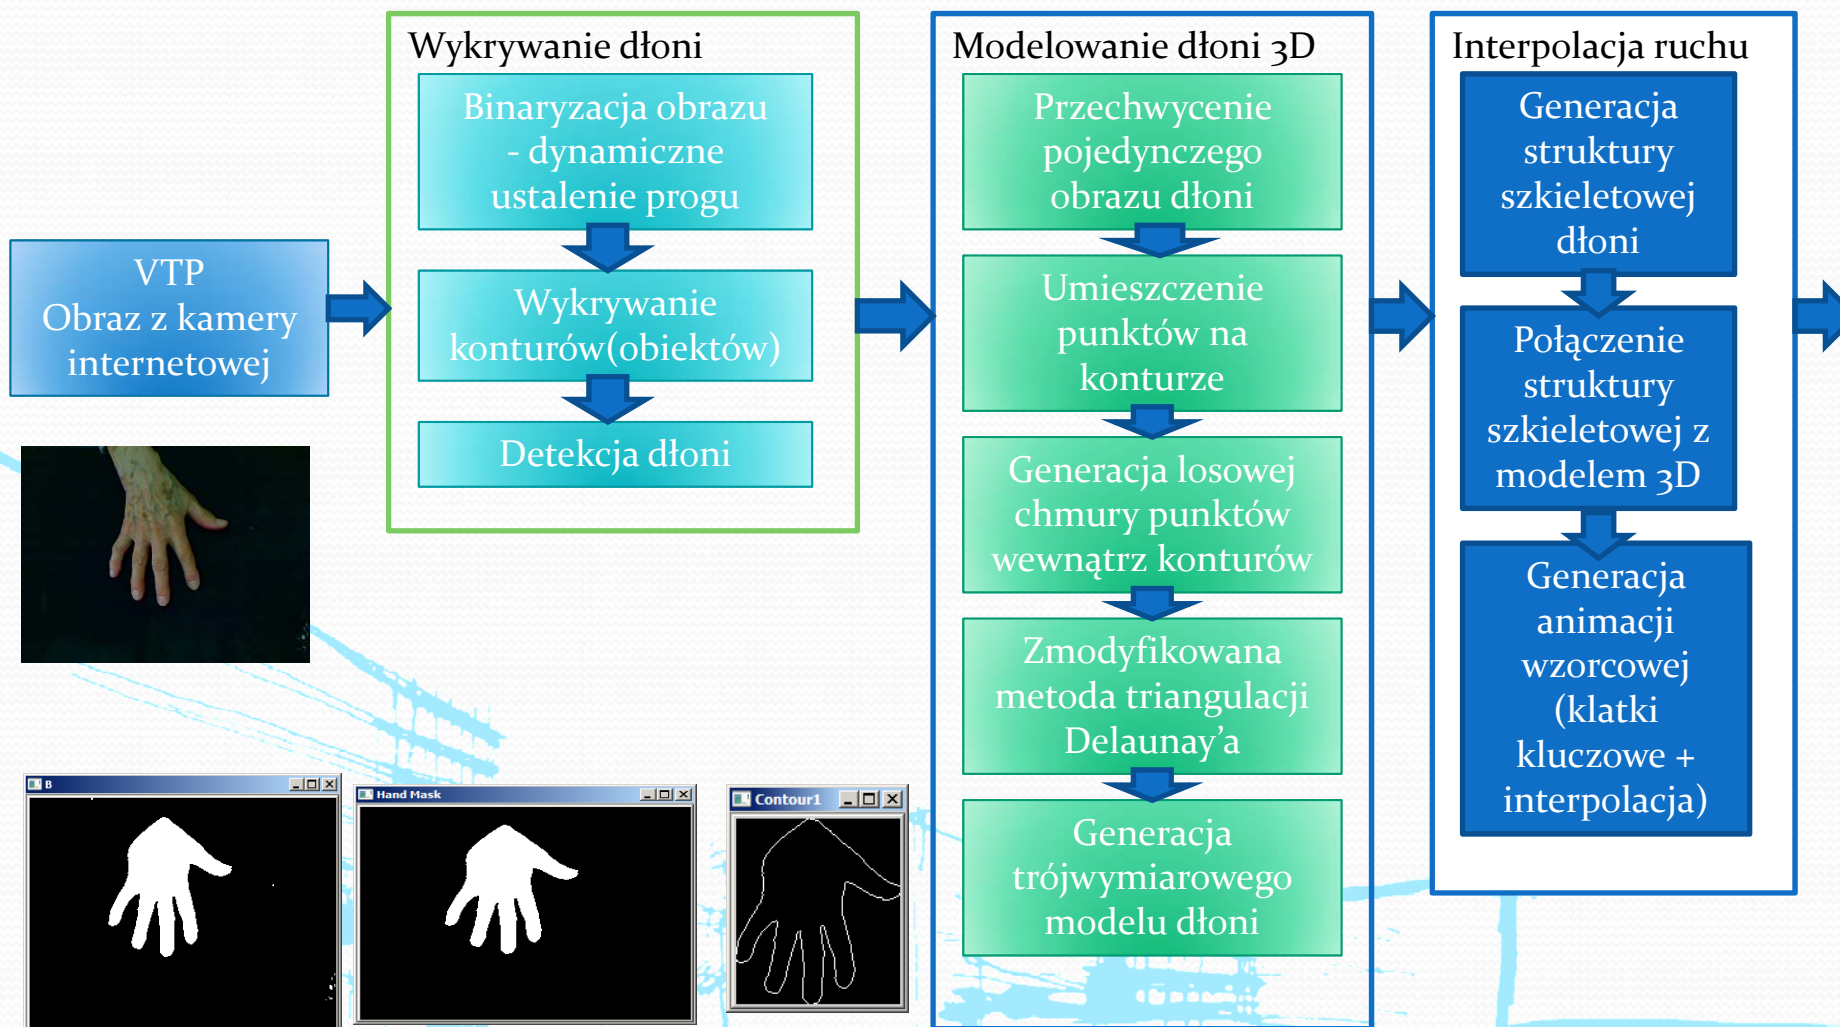 VTP
Obraz z kamery
internetowej
Wykrywanie dłoni
Binaryzacja obrazu
- dynamiczne
ustalenie progu
Wykrywanie
konturów(obiektów)
Detekcja dłoni
Modelowanie dłoni 3D
Przechwycenie
pojedynczego
obrazu dłoni
Umieszczenie
punktów na
konturze
Generacja losowej
chmury punktów
wewnątrz konturów
Zmodyfikowana
metoda triangulacji
Delaunay’a
Generacja
trójwymiarowego
modelu dłoni
Interpolacja ruchu
Generacja
struktury
szkieletowej
dłoni
Połączenie
struktury
szkieletowej z
modelem 3D
Generacja
animacji
wzorcowej
(klatki
kluczowe +
interpolacja)
B
Hand Mask
Contour1